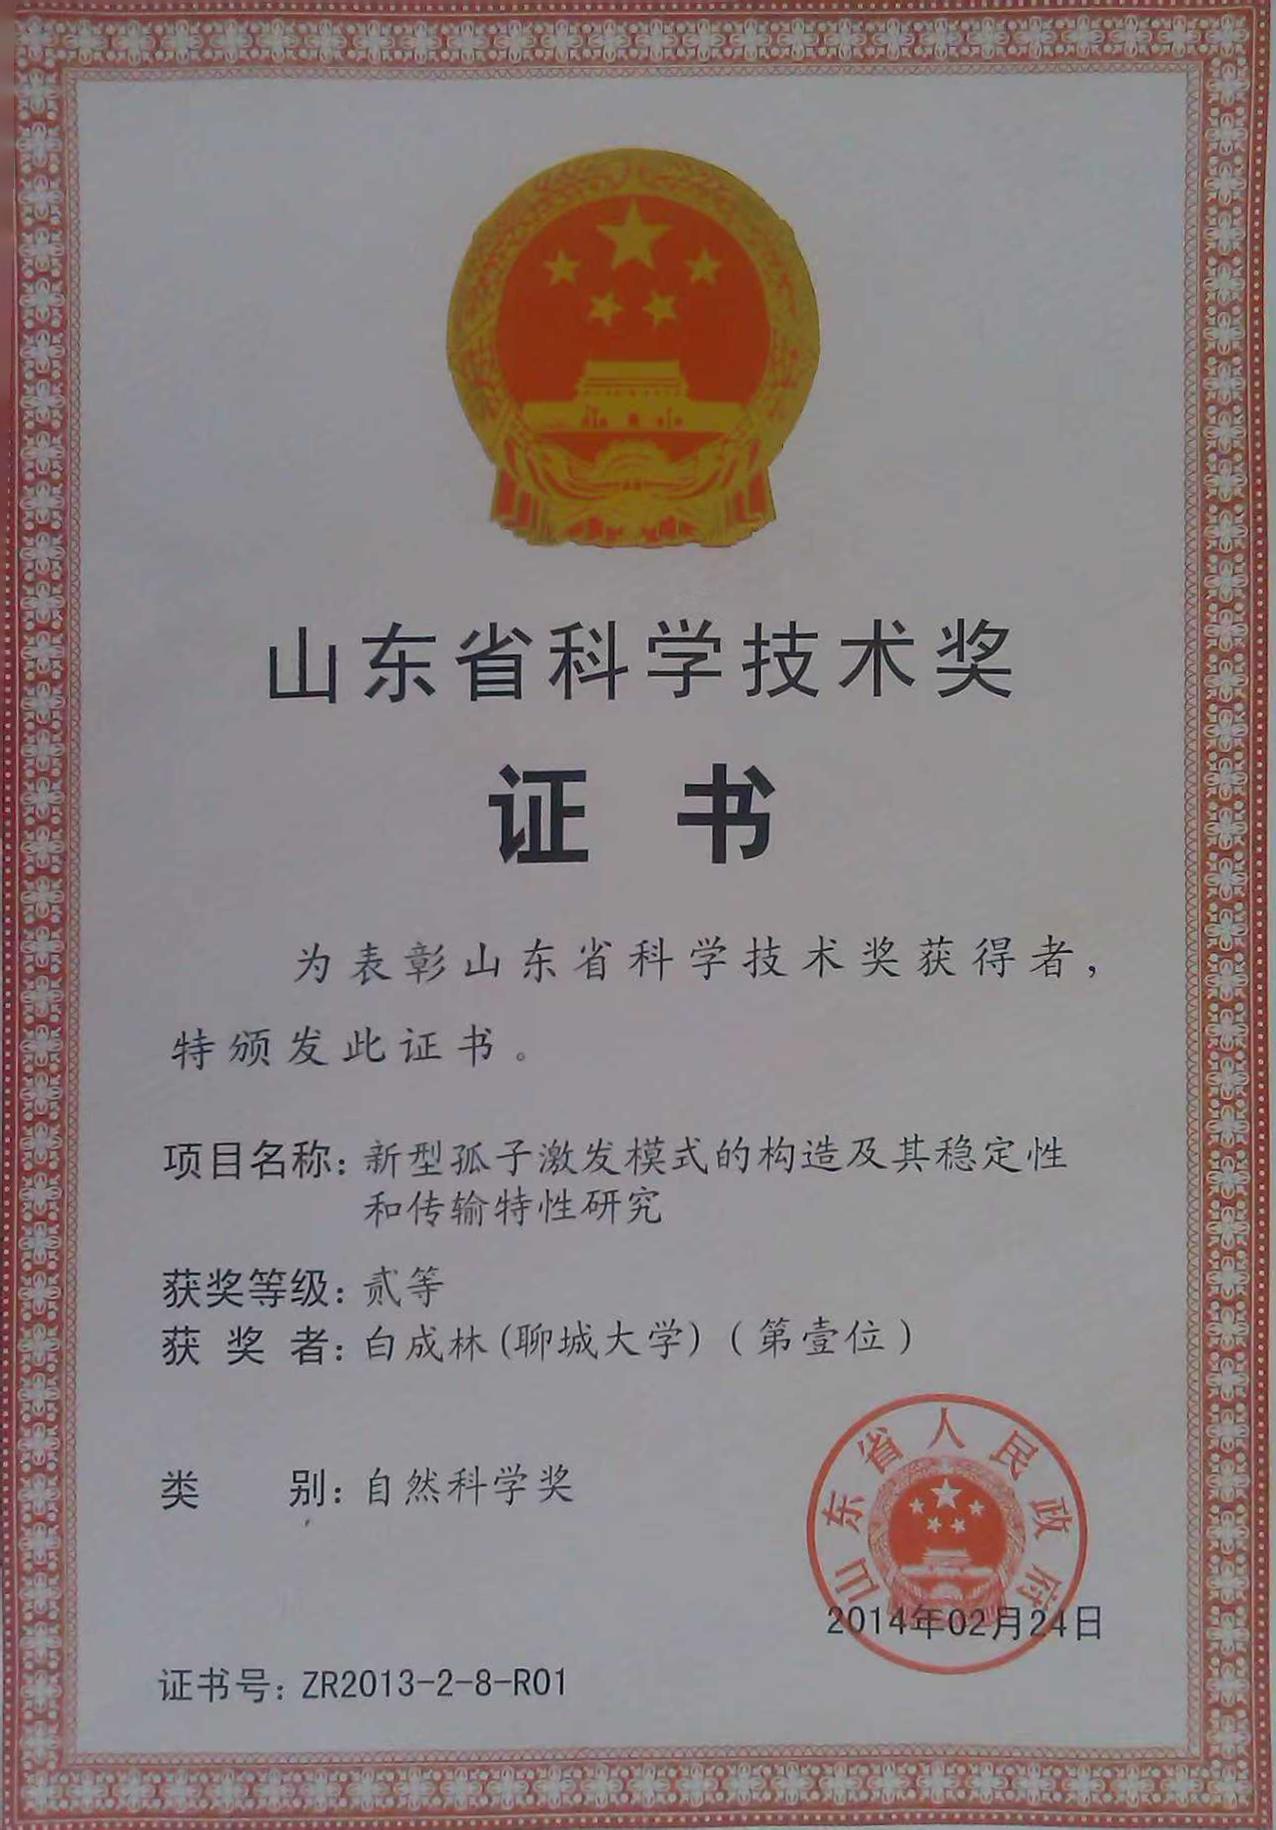 山东省科学技术奖
证书
为表彰山东省科学技术奖获得者，
特颁发此证书。
项目名称：新型孤子激发模式的构造及其稳定性
和传输特性研究
获奖等级：贰等
获奖者：白成林(聊城大学)(第壹位)
类别：自然科学奖
山东省人民政府
2014年02月24日
证书号：ZR2013-2-8-R01